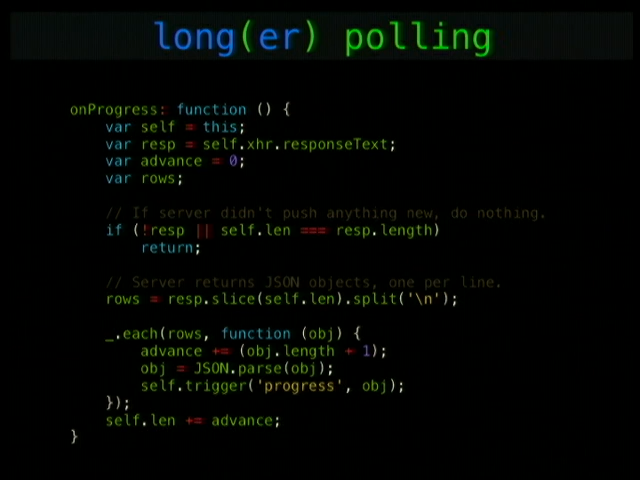 long(er) polling
onProgress: function () {
    var self = this;
    var resp = self.xhr.responseText;
    var advance = 0;
    var rows;

    // If server didn't push anything new, do nothing.
    if (!resp || self.len === resp.length)
        return;

    // Server returns JSON objects, one per line.
    rows = resp.slice(self.len).split('\n');

    _.each(rows, function (obj) {
        advance += (obj.length + 1);
        obj = JSON.parse(obj);
        self.trigger('progress', obj);
    });
    self.len += advance;
}